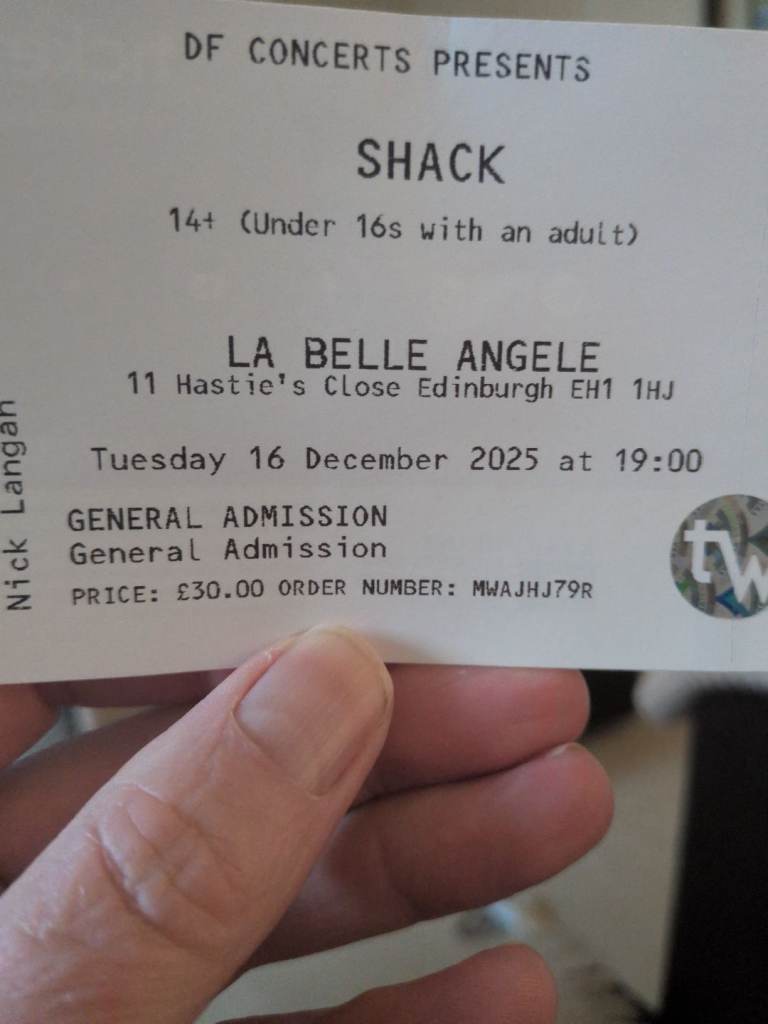 DF CONCERTS PRESENTS
SHACK
14+ (Under 16s with an adult)
LA BELLE ANGELE
11 Hastie's Close Edinburgh EH1 1HJ
Tuesday 16 December 2025 at 19:00
GENERAL ADMISSION
General Admission
PRICE: £30.00 ORDER NUMBER: MWAJHJ79R
Nick Langan
tw